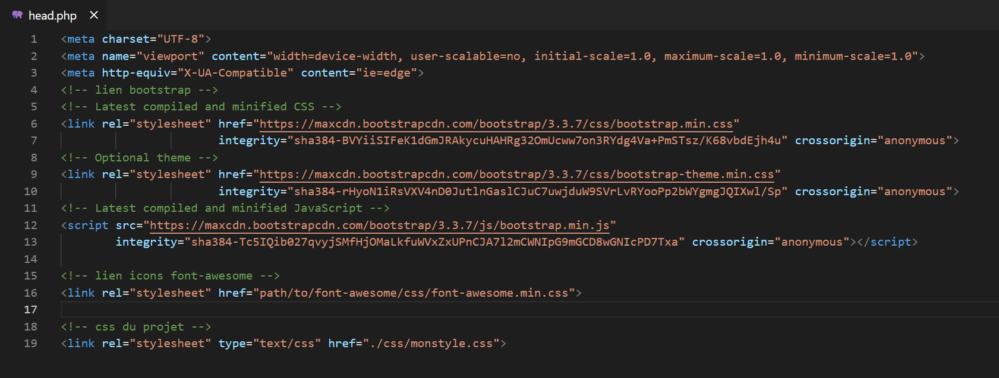 head.php
1 <meta charset="UTF-8">
2 <meta name="viewport" content="width=device-width, user-scalable=no, initial-scale=1.0, maximum-scale=1.0, minimum-scale=1.0">
3 <meta http-equiv="X-UA-Compatible" content="ie=edge">
4 <!-- lien bootstrap -->
5 <!-- Latest compiled and minified CSS -->
6 <link rel="stylesheet" href="https://maxcdn.bootstrapcdn.com/bootstrap/3.3.7/css/bootstrap.min.css"
7 integrity="sha384-BVYiiSIFeK1dGmJRAkycuHAHRg32OmUcww7on3RYdg4Va+PmSTsz/K68vbdEjh4u" crossorigin="anonymous">
8 <!-- Optional theme -->
9 <link rel="stylesheet" href="https://maxcdn.bootstrapcdn.com/bootstrap/3.3.7/css/bootstrap-theme.min.css"
10 integrity="sha384-rHyoN1iRsVXV4nD0JutlnGaslCJuC7uwjduW9SVrLvRYooPp2bWYgmgJQIXwl/Sp" crossorigin="anonymous">
11 <!-- Latest compiled and minified JavaScript -->
12 <script src="https://maxcdn.bootstrapcdn.com/bootstrap/3.3.7/js/bootstrap.min.js"
13 integrity="sha384-Tc5IQib027qvyjSMfHjOMaLkfuWVxZxUPnCJA7l2mCWNIpG9mGCD8wGNIcPD7Txa" crossorigin="anonymous"></script>
14
15 <!-- lien icons font-awesome -->
16 <link rel="stylesheet" href="path/to/font-awesome/css/font-awesome.min.css">
17
18 <!-- css du projet -->
19 <link rel="stylesheet" type="text/css" href="./css/monstyle.css">